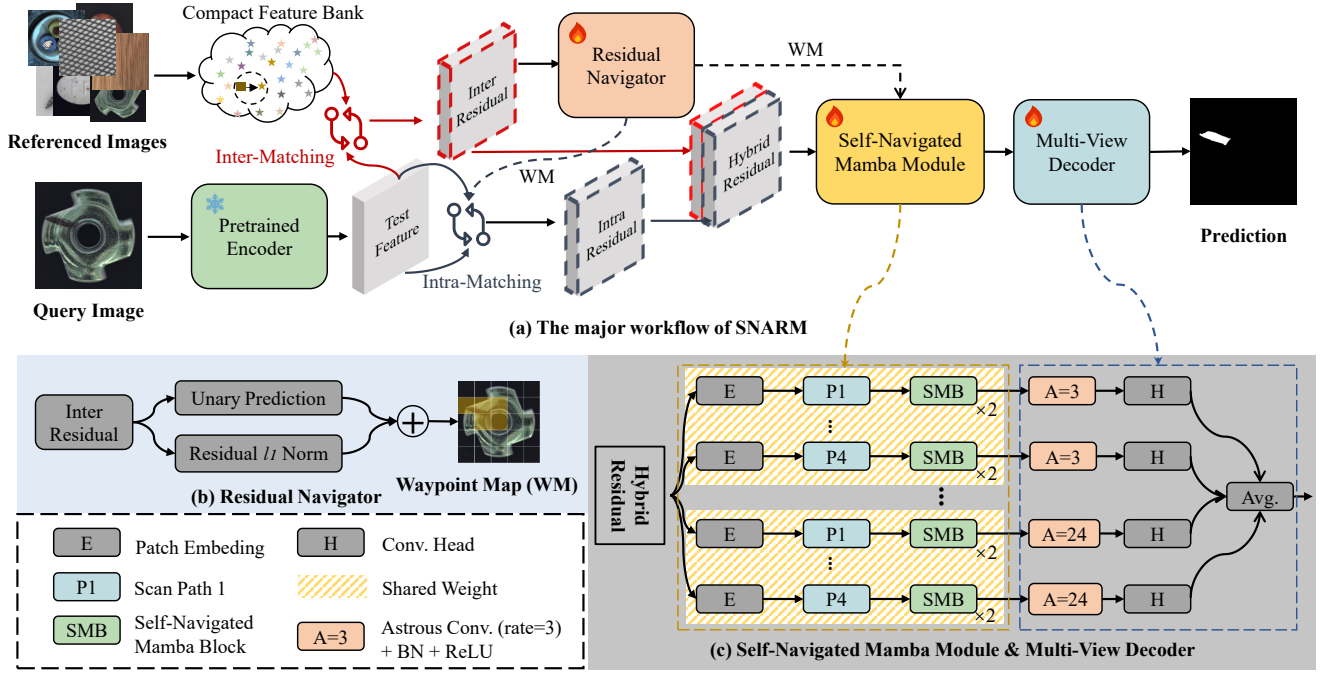 Compact Feature Bank
Referenced Images
Inter-Matching
Inter
Residual
Residual
Navigator
WM
WM
Hybrid
Residual
Self-Navigated
Mamba Module
Multi-View
Decoder
Prediction
Pretrained
Encoder
Test
Feature
Intra-Matching
Intra
Residual
Query Image
(a) The major workflow of SNARM
Inter
Residual
Unary Prediction
Residual l1 Norm
Waypoint Map (WM)
(b) Residual Navigator
E
Patch Embeding
H
Conv. Head
P1
Scan Path 1
Shared Weight
SMB
Self-Navigated
Mamba Block
A=3
Astrous Conv. (rate=3)
+ BN + ReLU
Hybrid
Residual
E P1 SMB ×2 A=3 H
⋮
E P4 SMB ×2 A=3 H
⋮
Avg.
E P1 SMB ×2 A=24 H
⋮
E P4 SMB ×2 A=24 H
(c) Self-Navigated Mamba Module & Multi-View Decoder